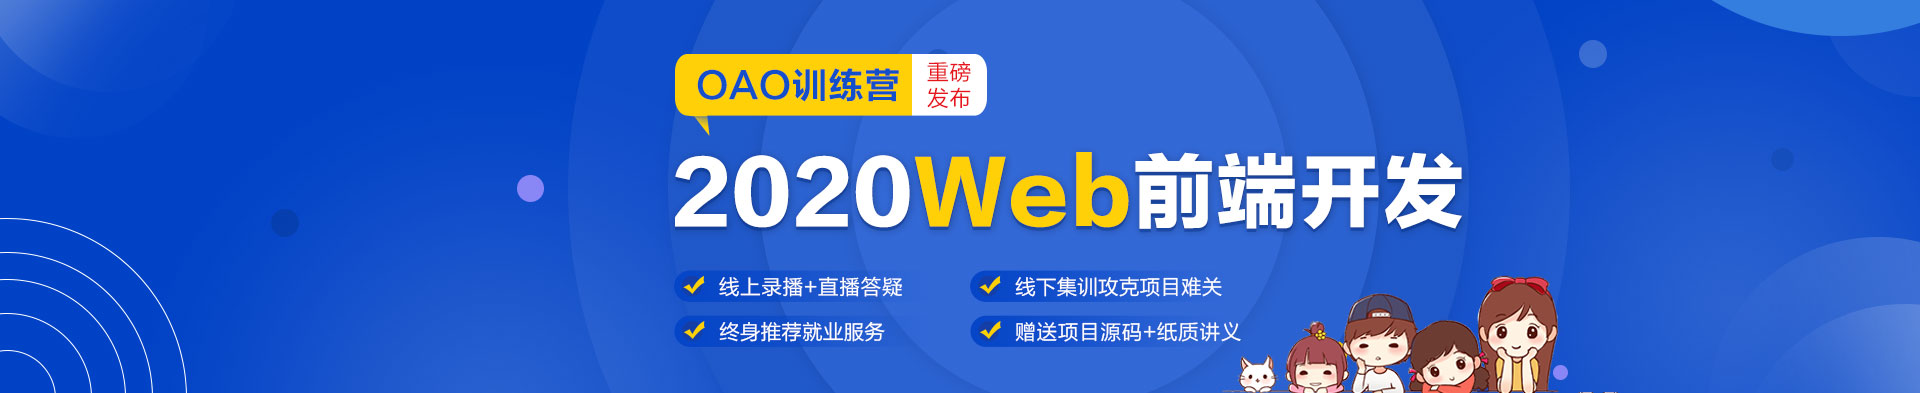 OAO训练营
重磅
发布
2020Web前端开发
线上录播+直播答疑
线下集训攻克项目难关
终身推荐就业服务
赠送项目源码+纸质讲义